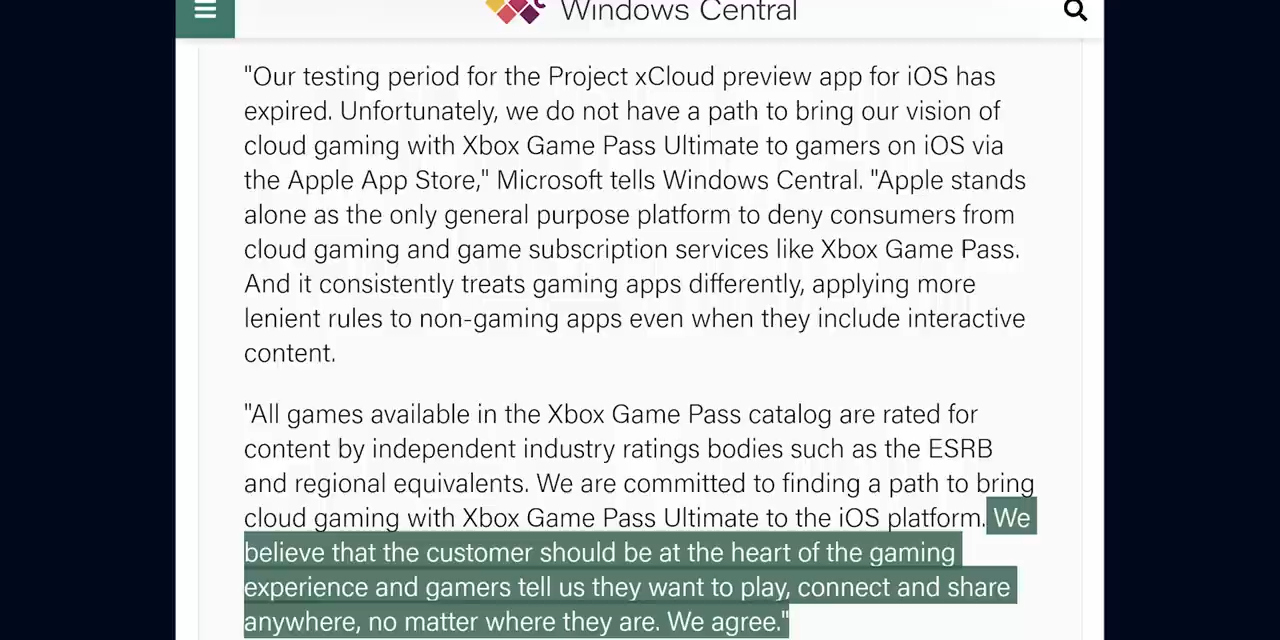 Windows Central
"Our testing period for the Project xCloud preview app for iOS has
expired. Unfortunately, we do not have a path to bring our vision of
cloud gaming with Xbox Game Pass Ultimate to gamers on iOS via
the Apple App Store," Microsoft tells Windows Central. "Apple stands
alone as the only general purpose platform to deny consumers from
cloud gaming and game subscription services like Xbox Game Pass.
And it consistently treats gaming apps differently, applying more
lenient rules to non-gaming apps even when they include interactive
content.
"All games available in the Xbox Game Pass catalog are rated for
content by independent industry ratings bodies such as the ESRB
and regional equivalents. We are committed to finding a path to bring
cloud gaming with Xbox Game Pass Ultimate to the iOS platform. We
believe that the customer should be at the heart of the gaming
experience and gamers tell us they want to play, connect and share
anywhere, no matter where they are. We agree."